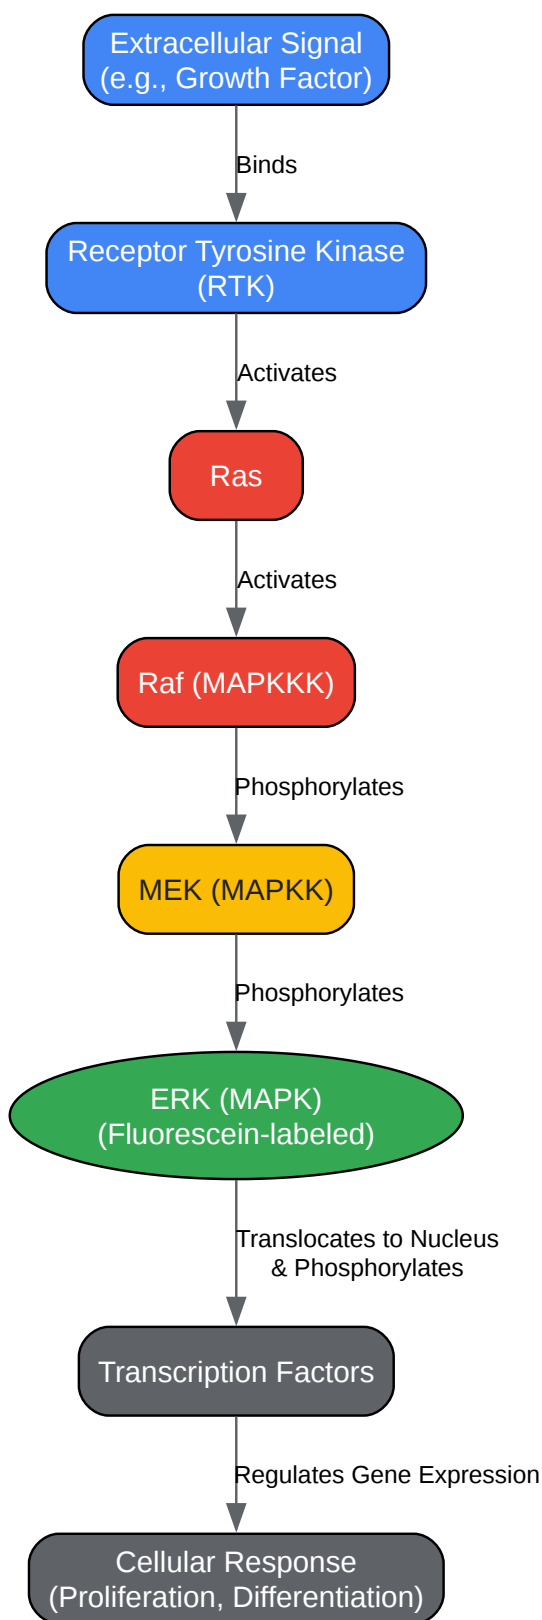 Extracellular Signal
(e.g., Growth Factor)
Binds
Receptor Tyrosine Kinase
(RTK)
Activates
Ras
Activates
Raf (MAPKKK)
Phosphorylates
MEK (MAPKK)
Phosphorylates
ERK (MAPK)
(Fluorescein-labeled)
Translocates to Nucleus
& Phosphorylates
Transcription Factors
Regulates Gene Expression
Cellular Response
(Proliferation, Differentiation)